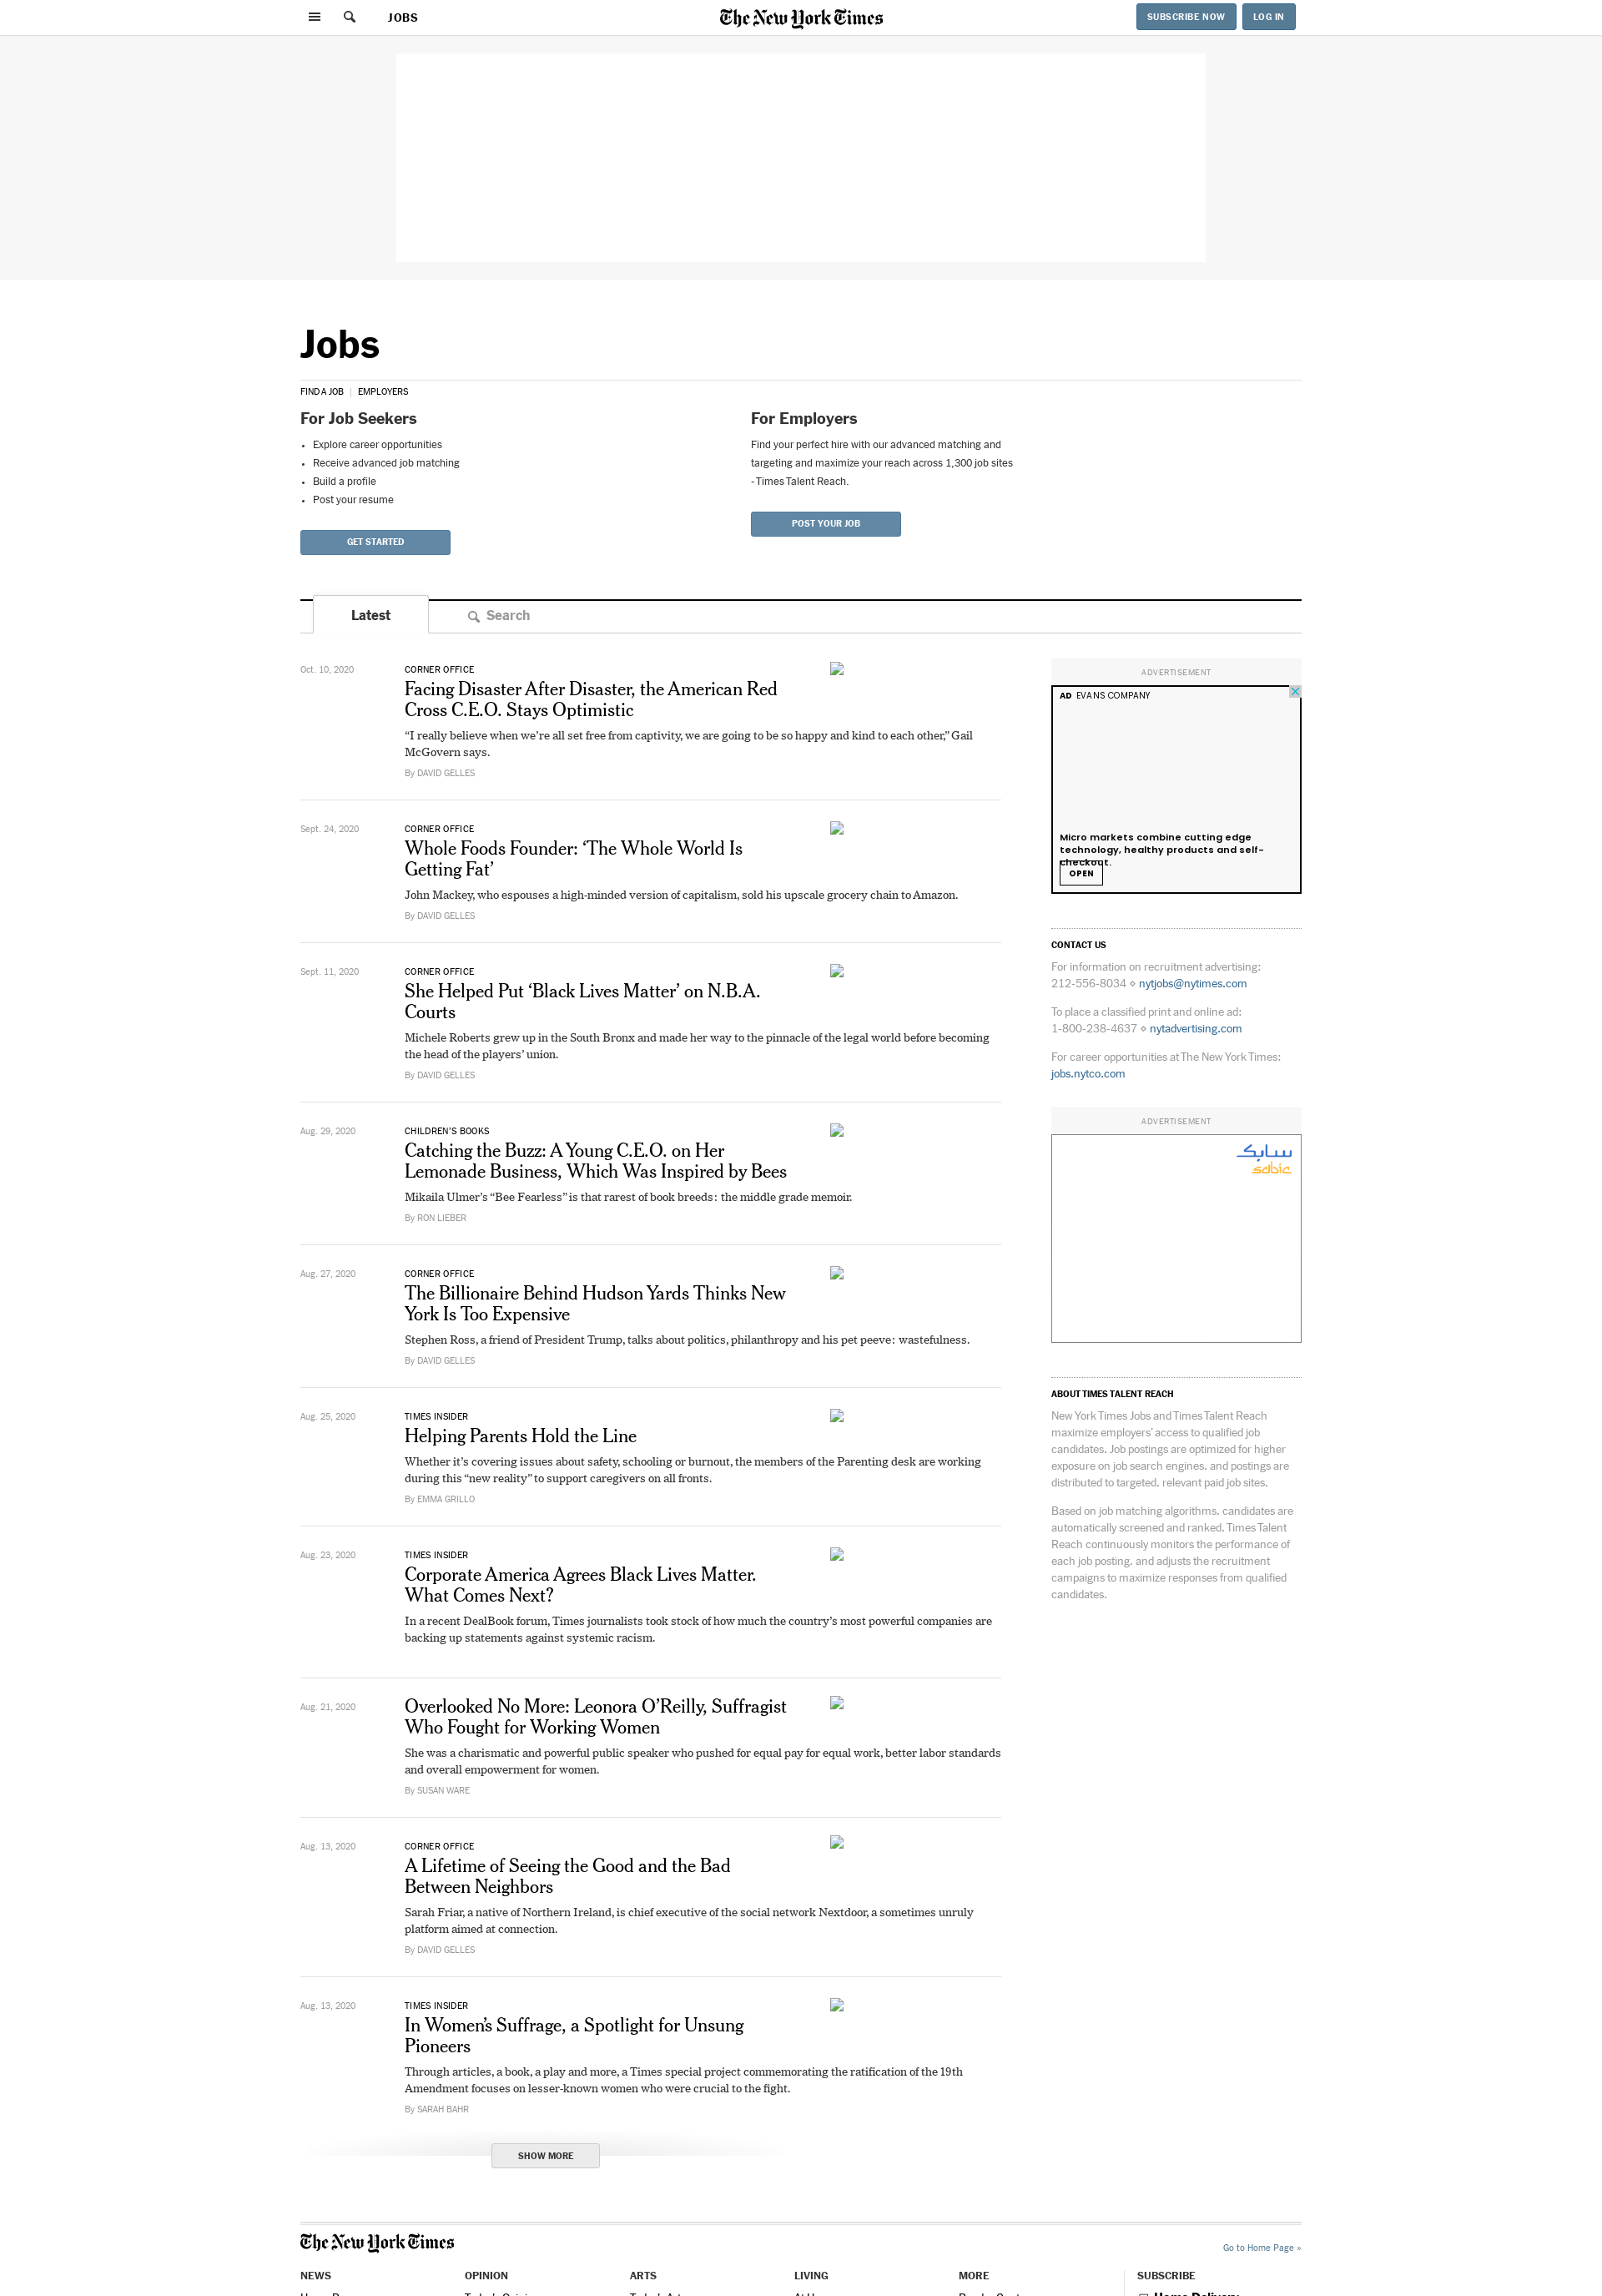 JOBS
The New York Times
SUBSCRIBE NOW
LOG IN
Jobs
FIND A JOB | EMPLOYERS
For Job Seekers
Explore career opportunities
Receive advanced job matching
Build a profile
Post your resume
GET STARTED
For Employers
Find your perfect hire with our advanced matching and
targeting and maximize your reach across 1,300 job sites
- Times Talent Reach.
POST YOUR JOB
Latest
Search
Oct. 10, 2020
CORNER OFFICE
Facing Disaster After Disaster, the American Red
Cross C.E.O. Stays Optimistic
“I really believe when we’re all set free from captivity, we are going to be so happy and kind to each other,” Gail
McGovern says.
By DAVID GELLES
Sept. 24, 2020
CORNER OFFICE
Whole Foods Founder: ‘The Whole World Is
Getting Fat’
John Mackey, who espouses a high-minded version of capitalism, sold his upscale grocery chain to Amazon.
By DAVID GELLES
Sept. 11, 2020
CORNER OFFICE
She Helped Put ‘Black Lives Matter’ on N.B.A.
Courts
Michele Roberts grew up in the South Bronx and made her way to the pinnacle of the legal world before becoming
the head of the players’ union.
By DAVID GELLES
Aug. 29, 2020
CHILDREN’S BOOKS
Catching the Buzz: A Young C.E.O. on Her
Lemonade Business, Which Was Inspired by Bees
Mikaila Ulmer’s “Bee Fearless” is that rarest of book breeds: the middle grade memoir.
By RON LIEBER
Aug. 27, 2020
CORNER OFFICE
The Billionaire Behind Hudson Yards Thinks New
York Is Too Expensive
Stephen Ross, a friend of President Trump, talks about politics, philanthropy and his pet peeve: wastefulness.
By DAVID GELLES
Aug. 25, 2020
TIMES INSIDER
Helping Parents Hold the Line
Whether it’s covering issues about safety, schooling or burnout, the members of the Parenting desk are working
during this “new reality” to support caregivers on all fronts.
By EMMA GRILLO
Aug. 23, 2020
TIMES INSIDER
Corporate America Agrees Black Lives Matter.
What Comes Next?
In a recent DealBook forum, Times journalists took stock of how much the country’s most powerful companies are
backing up statements against systemic racism.
Aug. 21, 2020
Overlooked No More: Leonora O’Reilly, Suffragist
Who Fought for Working Women
She was a charismatic and powerful public speaker who pushed for equal pay for equal work, better labor standards
and overall empowerment for women.
By SUSAN WARE
Aug. 13, 2020
CORNER OFFICE
A Lifetime of Seeing the Good and the Bad
Between Neighbors
Sarah Friar, a native of Northern Ireland, is chief executive of the social network Nextdoor, a sometimes unruly
platform aimed at connection.
By DAVID GELLES
Aug. 13, 2020
TIMES INSIDER
In Women’s Suffrage, a Spotlight for Unsung
Pioneers
Through articles, a book, a play and more, a Times special project commemorating the ratification of the 19th
Amendment focuses on lesser-known women who were crucial to the fight.
By SARAH BAHR
SHOW MORE
ADVERTISEMENT
AD EVANS COMPANY
Micro markets combine cutting edge
technology, healthy products and self-
checkout.
OPEN
CONTACT US
For information on recruitment advertising:
212-556-8034 ⋄ nytjobs@nytimes.com
To place a classified print and online ad:
1-800-238-4637 ⋄ nytadvertising.com
For career opportunities at The New York Times:
jobs.nytco.com
ADVERTISEMENT
سابك
sabic
ABOUT TIMES TALENT REACH
New York Times Jobs and Times Talent Reach
maximize employers’ access to qualified job
candidates. Job postings are optimized for higher
exposure on job search engines, and postings are
distributed to targeted, relevant paid job sites.
Based on job matching algorithms, candidates are
automatically screened and ranked. Times Talent
Reach continuously monitors the performance of
each job posting, and adjusts the recruitment
campaigns to maximize responses from qualified
candidates.
The New York Times
Go to Home Page »
NEWS
OPINION
ARTS
LIVING
MORE
SUBSCRIBE